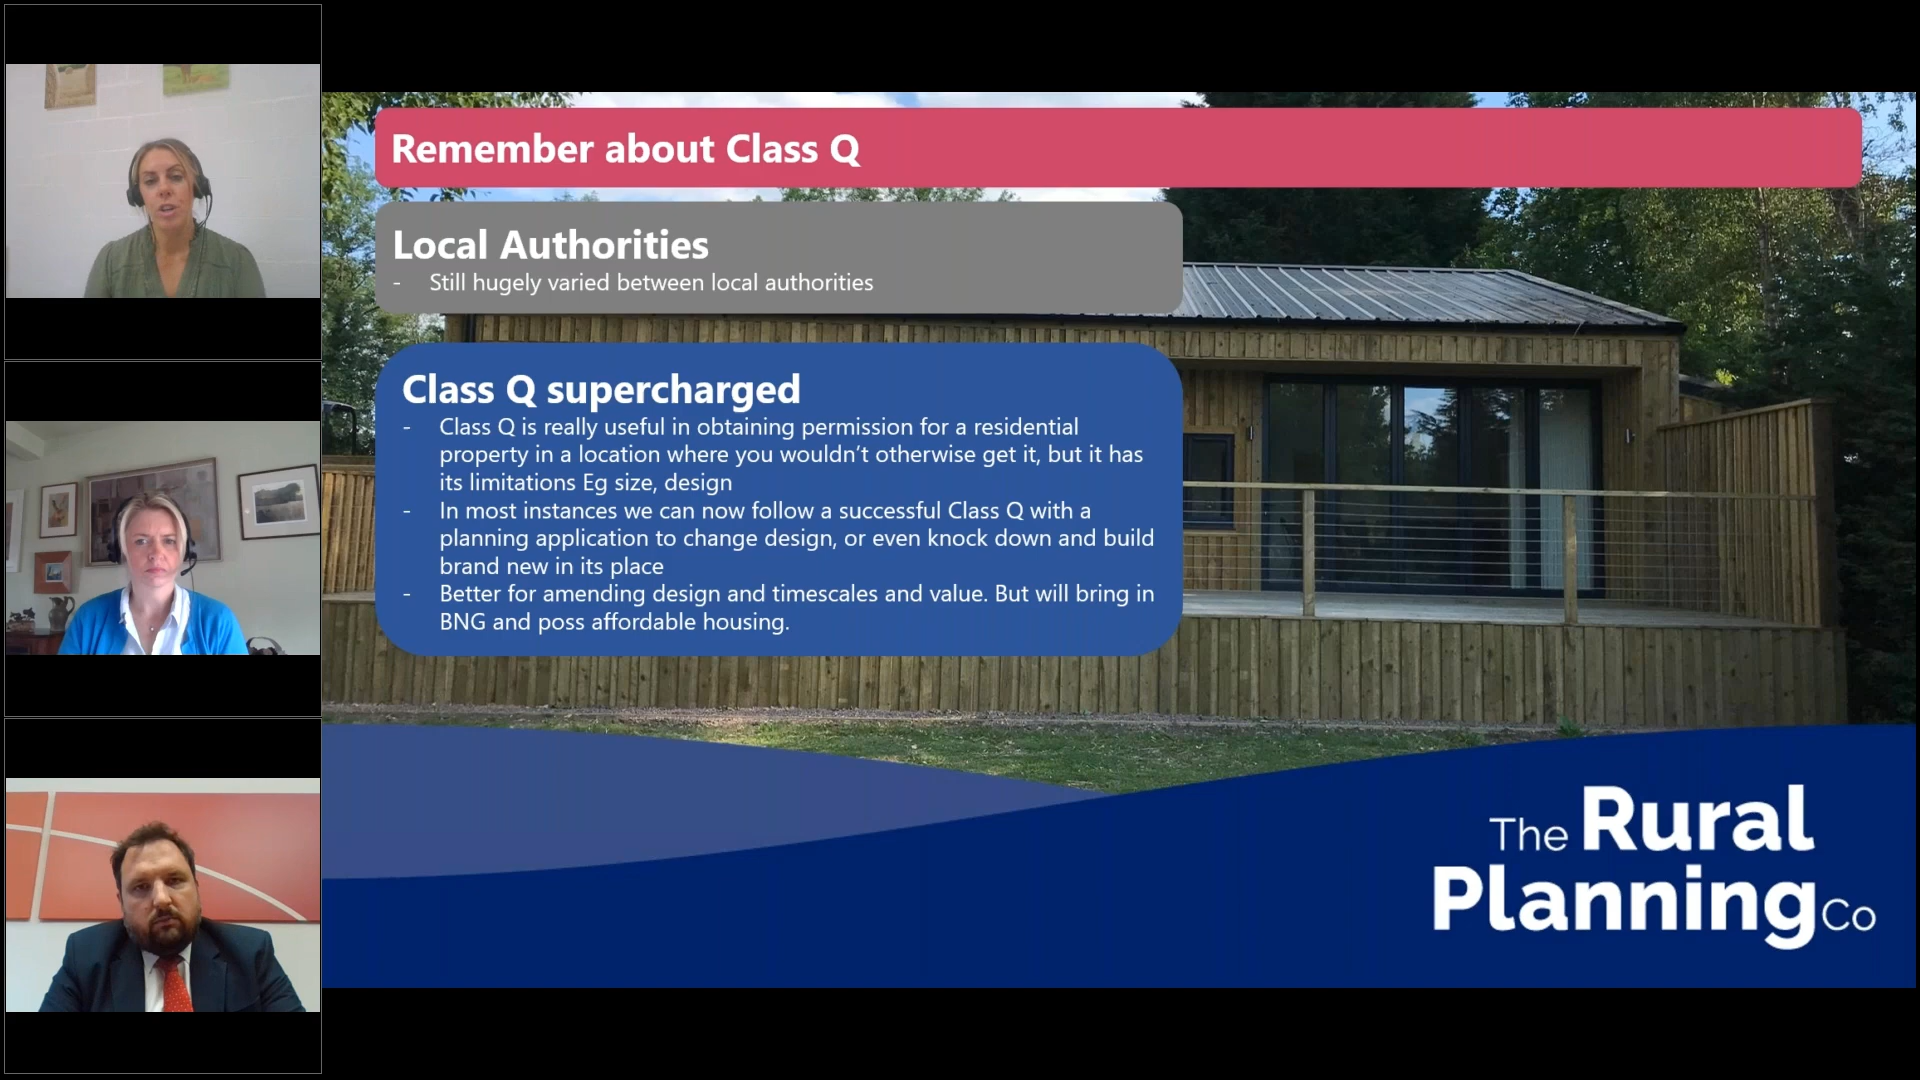 Remember about Class Q
Local Authorities
- Still hugely varied between local authorities
Class Q supercharged
- Class Q is really useful in obtaining permission for a residential
property in a location where you wouldn't otherwise get it, but it has
its limitations Eg size, design
- In most instances we can now follow a successful Class Q with a
planning application to change design, or even knock down and build
brand new in its place
- Better for amending design and timescales and value. But will bring in
BNG and poss affordable housing.
The Rural
Planning Co